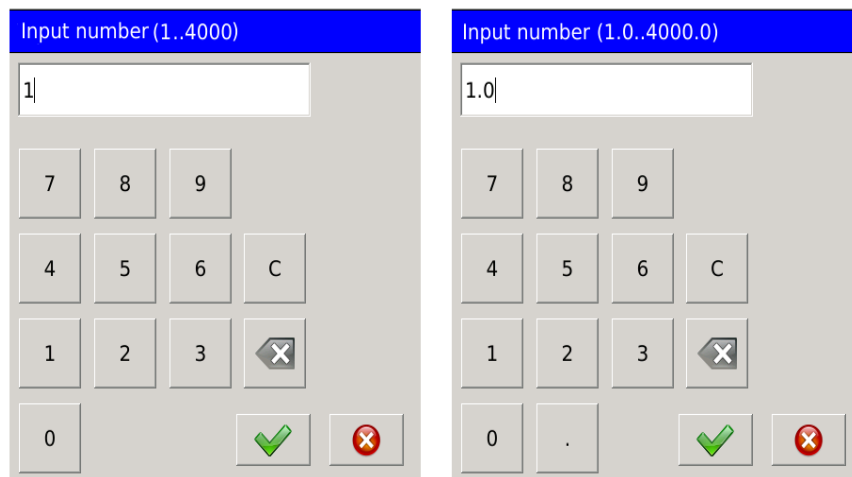 Input number (1..4000)
1
7 8 9
4 5 6 C
1 2 3
0
Input number (1.0..4000.0)
1.0
7 8 9
4 5 6 C
1 2 3
0 .